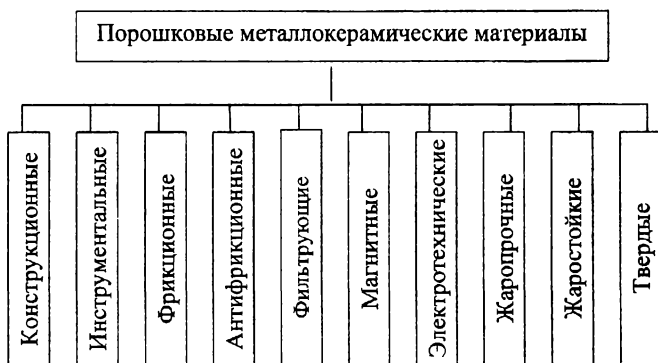 Порошковые металлокерамические материалы
Конструкционные
Инструментальные
Фрикционные
Антифрикционные
Фильтрующие
Магнитные
Электротехнические
Жаропрочные
Жаростойкие
Твердые